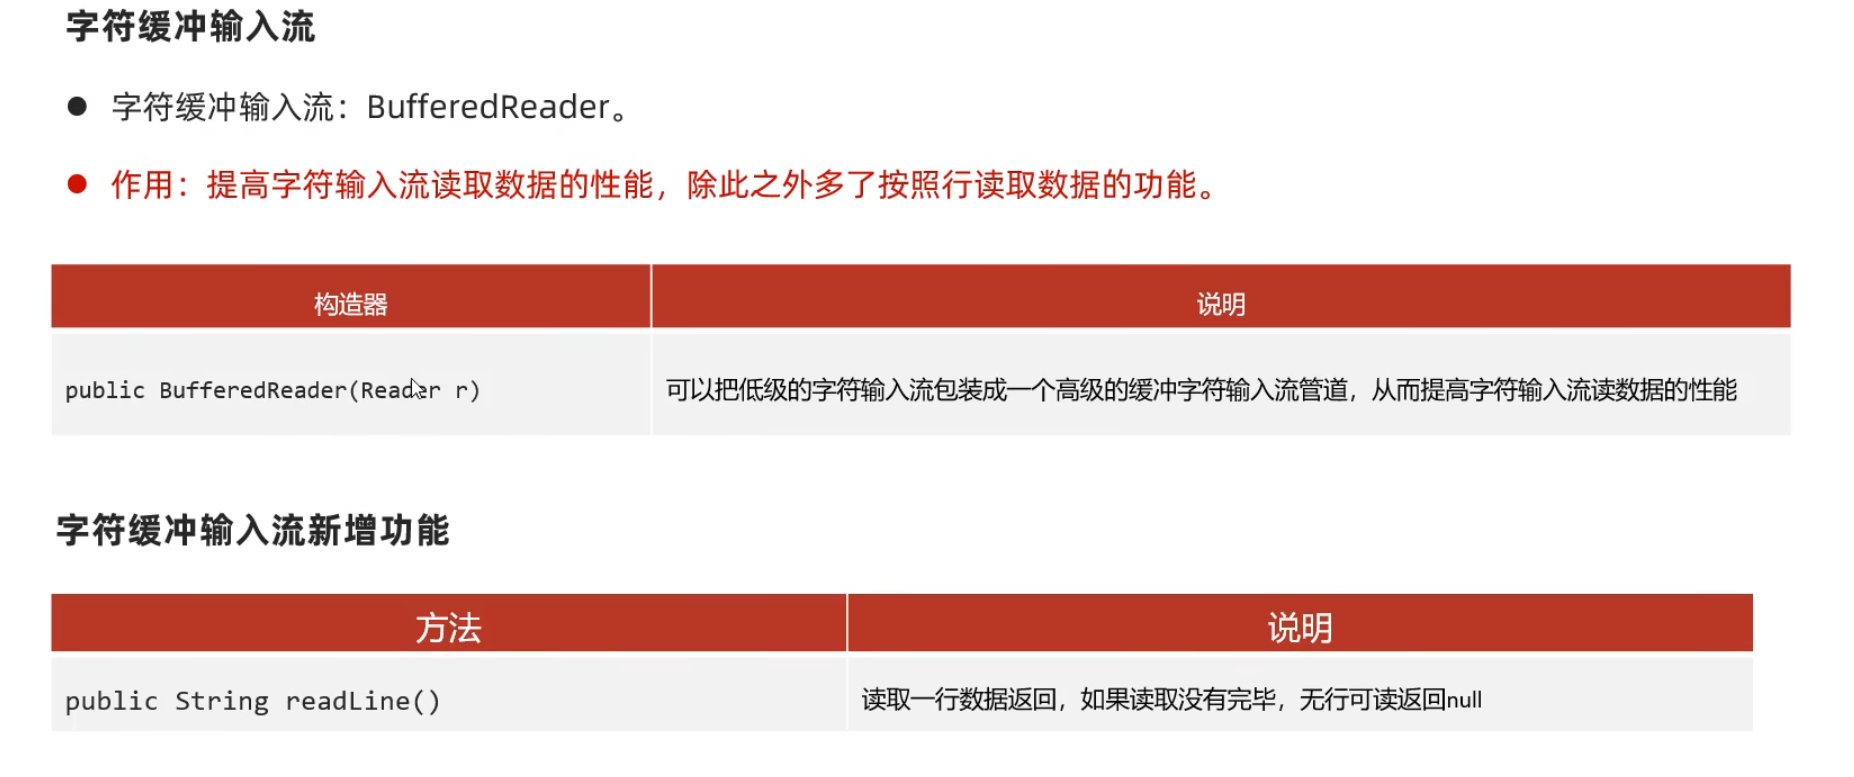 字符缓冲输入流
字符缓冲输入流：BufferedReader。
作用：提高字符输入流读取数据的性能，除此之外多了按照行读取数据的功能。
构造器 说明
public BufferedReader(Reader r) 可以把低级的字符输入流包装成一个高级的缓冲字符输入流管道，从而提高字符输入流读数据的性能
字符缓冲输入流新增功能
方法 说明
public String readLine() 读取一行数据返回，如果读取没有完毕，无行可读返回null